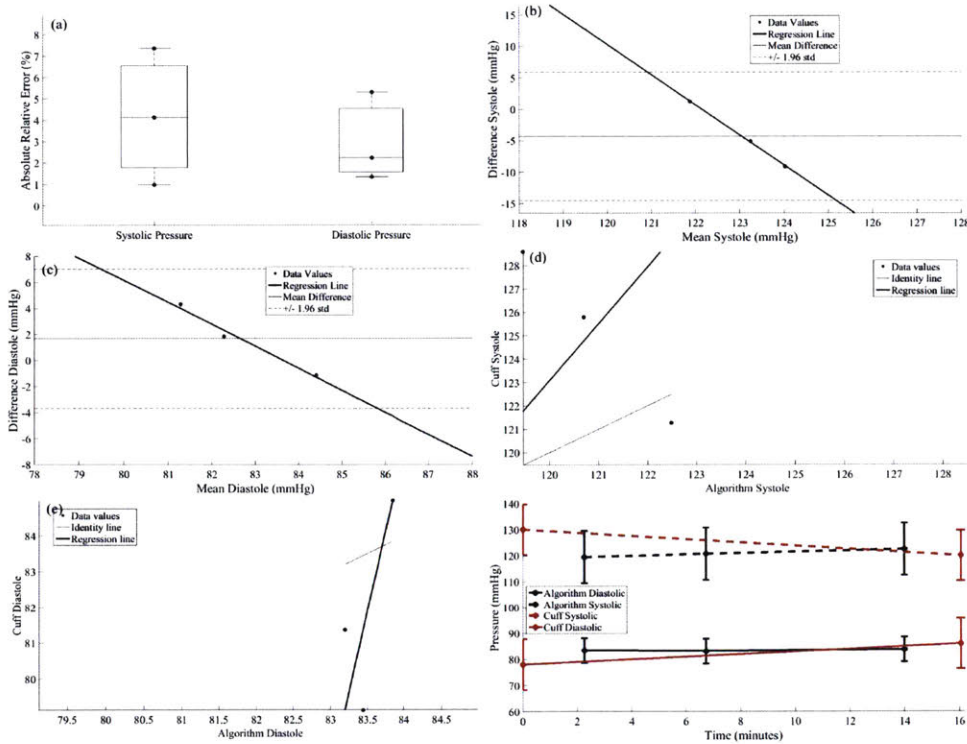 (a)
Absolute Relative Error (%)
8
7
6
5
4
3
2
1
0
Systolic Pressure
Diastolic Pressure
(b)
Difference Systole (mmHg)
15
10
5
0
-5
-10
-15
118 119 120 121 122 123 124 125 126 127 128
Mean Systole (mmHg)
Data Values
Regression Line
Mean Difference
+/- 1.96 std
(c)
Difference Diastole (mmHg)
8
6
4
2
0
-2
-4
-6
-8
78 79 80 81 82 83 84 85 86 87 88
Mean Diastole (mmHg)
Data Values
Regression Line
Mean Difference
+/- 1.96 std
(d)
Cuff Systole
128
127
126
125
124
123
122
121
120
120 121 122 123 124 125 126 127 128
Algorithm Systole
Data values
Identity line
Regression line
(e)
Cuff Diastole
84
83
82
81
80
79.5 80 80.5 81 81.5 82 82.5 83 83.5 84 84.5
Algorithm Diastole
Data values
Identity line
Regression line
Pressure (mmHg)
140
130
120
110
100
90
80
70
60
0 2 4 6 8 10 12 14 16
Time (minutes)
Algorithm Diastolic
Algorithm Systolic
Cuff Systolic
Cuff Diastolic